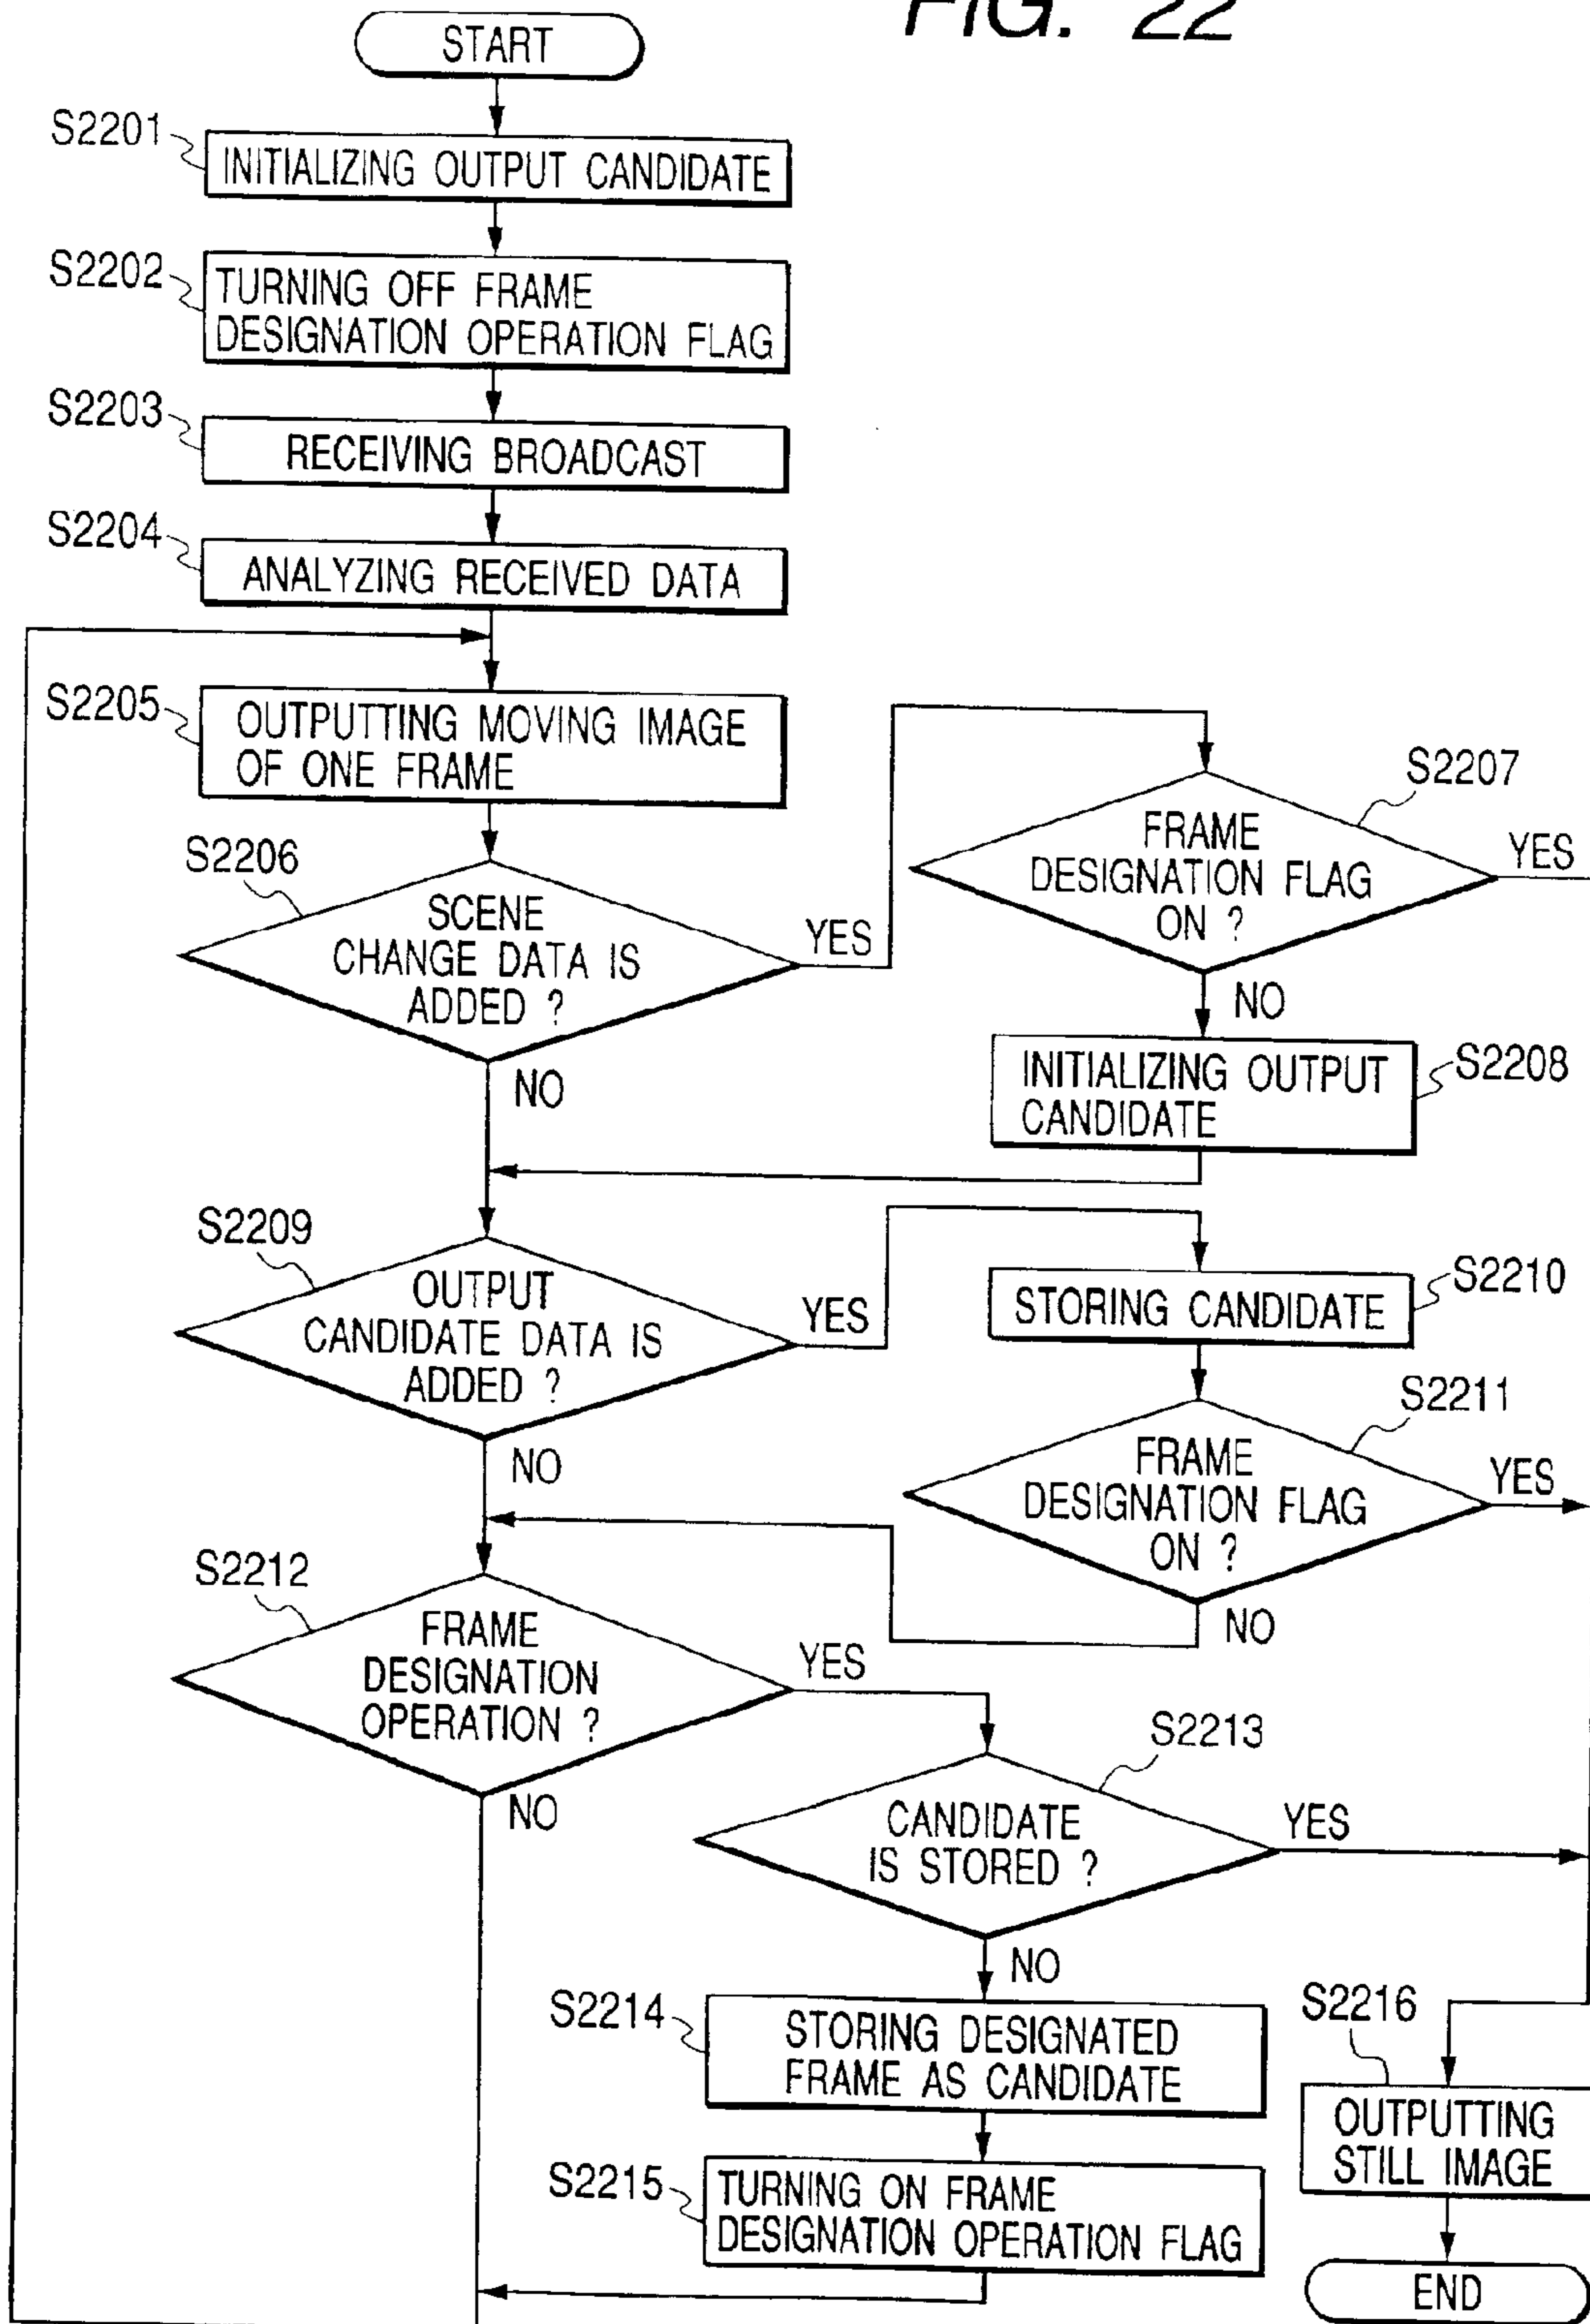 FIG. 22
START
S2201
INITIALIZING OUTPUT CANDIDATE
S2202
TURNING OFF FRAME
DESIGNATION OPERATION FLAG
S2203
RECEIVING BROADCAST
S2204
ANALYZING RECEIVED DATA
S2205
OUTPUTTING MOVING IMAGE
OF ONE FRAME
S2206
SCENE
CHANGE DATA IS
ADDED ?
YES
NO
S2207
FRAME
DESIGNATION FLAG
ON ?
YES
NO
S2208
INITIALIZING OUTPUT
CANDIDATE
S2209
OUTPUT
CANDIDATE DATA IS
ADDED ?
YES
NO
S2210
STORING CANDIDATE
S2211
FRAME
DESIGNATION FLAG
ON ?
YES
NO
S2212
FRAME
DESIGNATION
OPERATION ?
YES
NO
S2213
CANDIDATE
IS STORED ?
YES
NO
S2214
STORING DESIGNATED
FRAME AS CANDIDATE
S2215
TURNING ON FRAME
DESIGNATION OPERATION FLAG
S2216
OUTPUTTING
STILL IMAGE
END